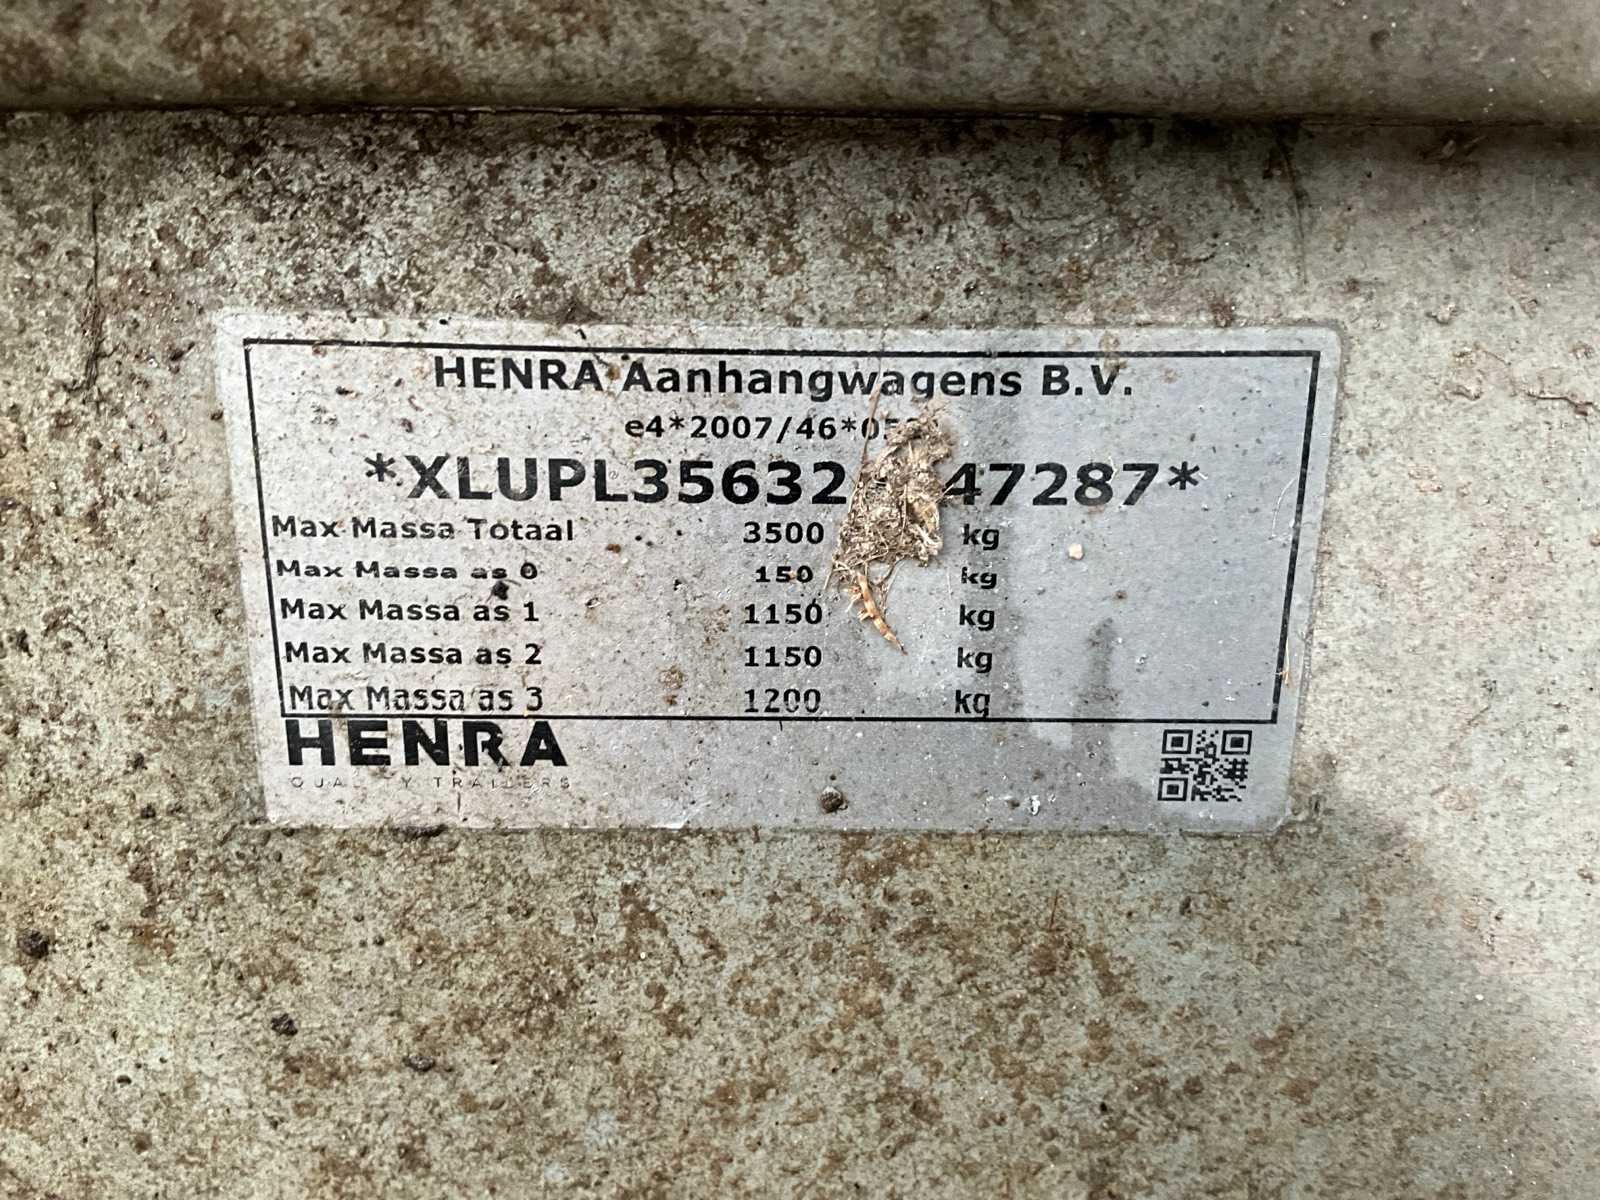 HENRA Aanhangwagens B.V.
e4*2007/46*05
*XLUPL35632 47287*
Max Massa Totaal 3500 kg
Max Massa as 0 150 kg
Max Massa as 1 1150 kg
Max Massa as 2 1150 kg
Max Massa as 3 1200 kg
HENRA
QUALITY TRAILERS